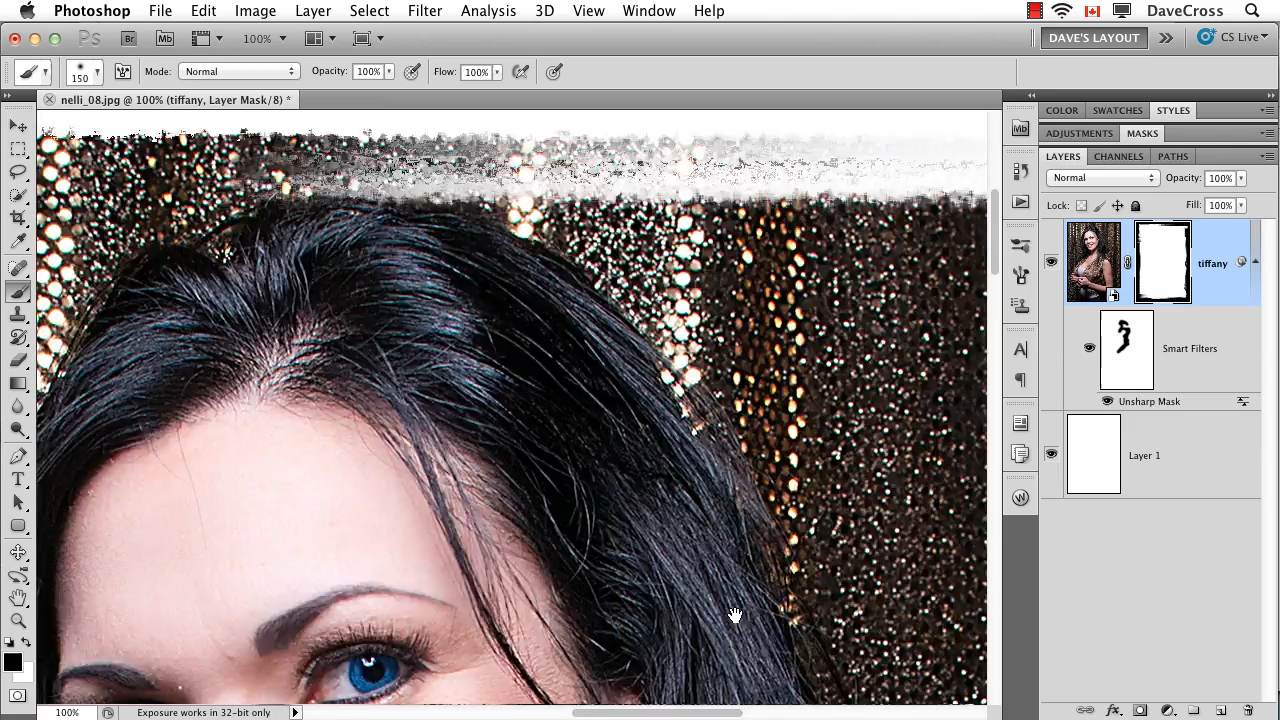 Photoshop File Edit Image Layer Select Filter Analysis 3D View Window Help DaveCross
Ps Br Mb 100% DAVE'S LAYOUT CS Live
150 Mode: Normal Opacity: 100% Flow: 100%
nelli_08.jpg @ 100% (tiffany, Layer Mask/8) *
COLOR SWATCHES STYLES
Mb
ADJUSTMENTS MASKS
LAYERS CHANNELS PATHS
Normal Opacity: 100%
Lock: Fill: 100%
tiffany
Smart Filters
Unsharp Mask
Layer 1
100% Exposure works in 32-bit only